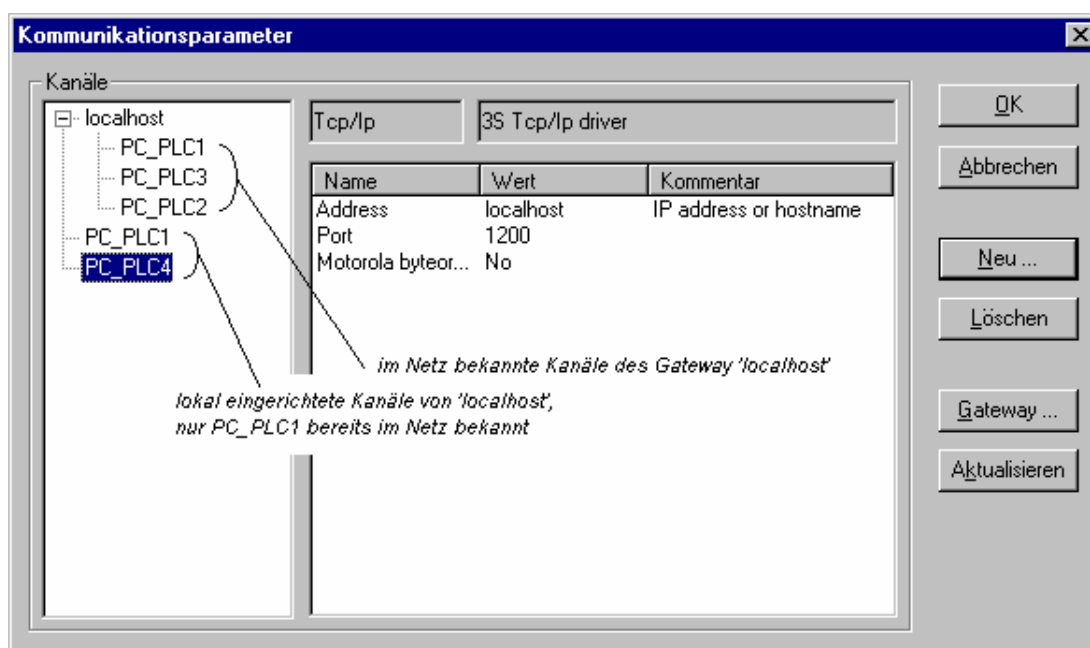 Kommunikationsparameter
Kanäle
localhost
PC_PLC1
PC_PLC3
PC_PLC2
PC_PLC1
PC_PLC4
Tcp/Ip 3S Tcp/Ip driver
Name Wert Kommentar
Address localhost IP address or hostname
Port 1200
Motorola byteor... No
im Netz bekannte Kanäle des Gateway 'localhost'
lokal eingerichtete Kanäle von 'localhost',
nur PC_PLC1 bereits im Netz bekannt
OK
Abbrechen
Neu ...
Löschen
Gateway ...
Aktualisieren